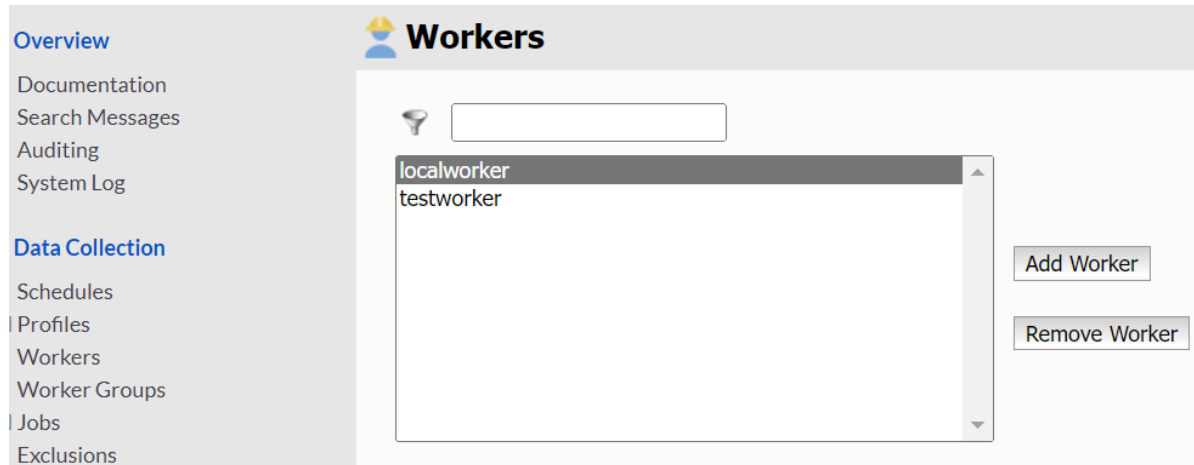 Overview
Documentation
Search Messages
Auditing
System Log
Data Collection
Schedules
Profiles
Workers
Worker Groups
Jobs
Exclusions
Workers
localworker
testworker
Add Worker
Remove Worker